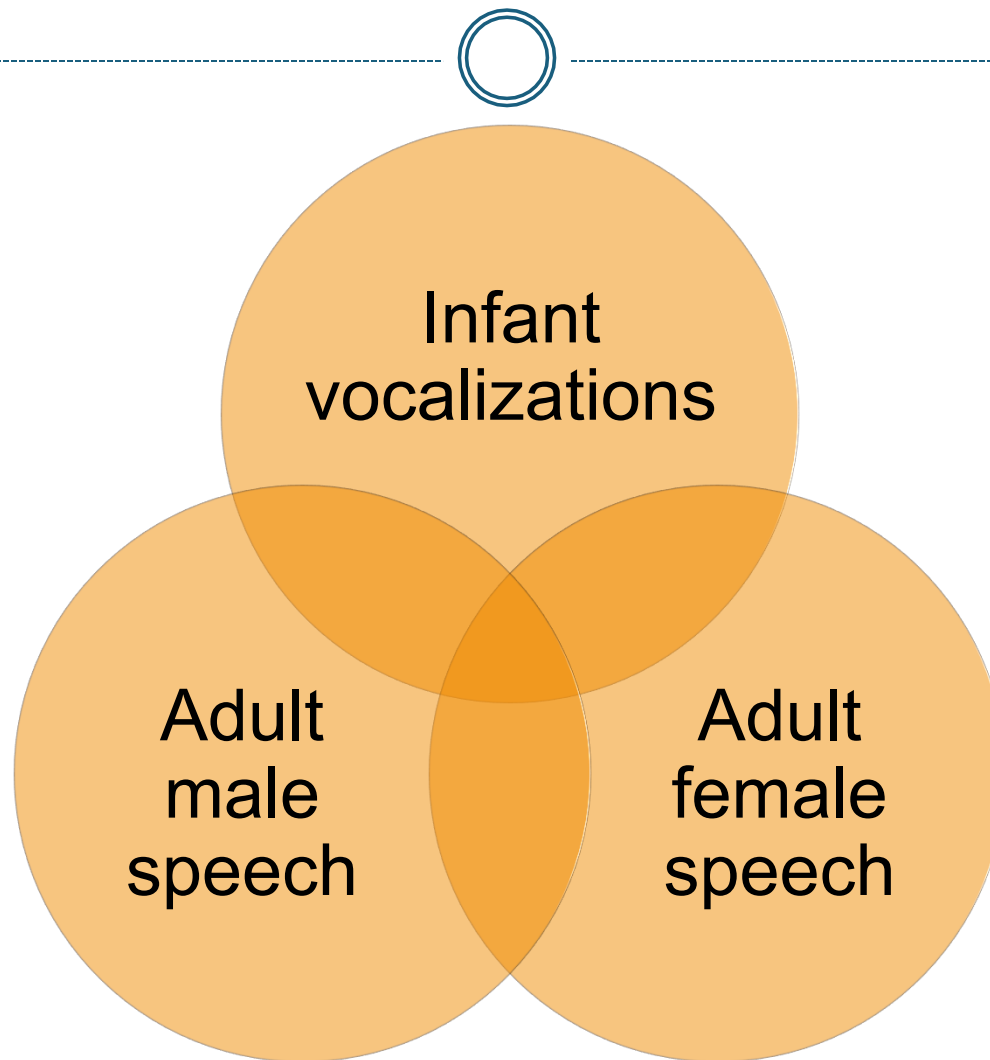 Infant
vocalizations
Adult
male
speech
Adult
female
speech